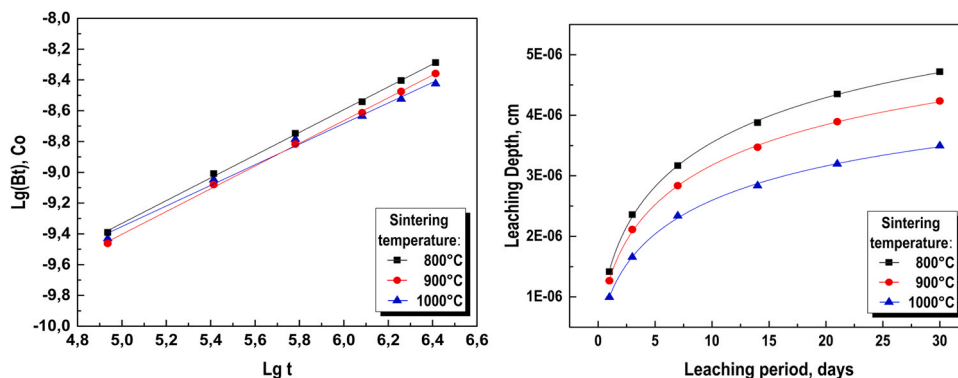 Lg(Bt), Co
-8,0
-8,2
-8,4
-8,6
-8,8
-9,0
-9,2
-9,4
-9,6
-9,8
-10,0
4,8 5,0 5,2 5,4 5,6 5,8 6,0 6,2 6,4 6,6
Lg t
Sintering
temperature:
800°C
900°C
1000°C
Leaching Depth, cm
5E-06
4E-06
3E-06
2E-06
1E-06
0 5 10 15 20 25 30
Leaching period, days
Sintering
temperature:
800°C
900°C
1000°C